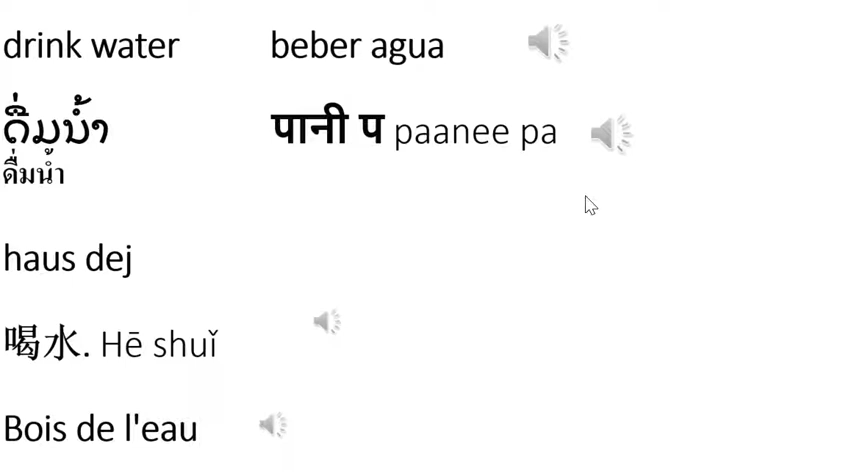 drink water
beber agua
ດື່ມນໍ້າ
पानी प paanee pa
ดื่มน้ำ
haus dej
喝水. Hē shuǐ
Bois de l'eau